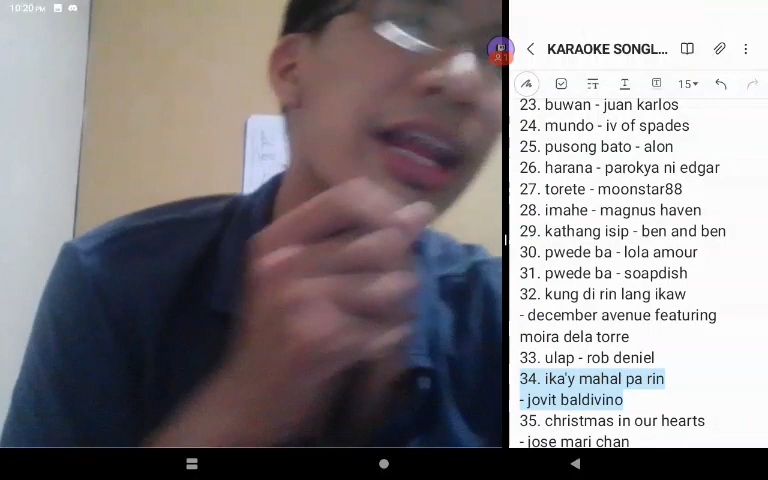 10:20 PM
KARAOKE SONGL...
15
23. buwan - juan karlos
24. mundo - iv of spades
25. pusong bato - alon
26. harana - parokya ni edgar
27. torete - moonstar88
28. imahe - magnus haven
29. kathang isip - ben and ben
30. pwede ba - lola amour
31. pwede ba - soapdish
32. kung di rin lang ikaw
- december avenue featuring
moira dela torre
33. ulap - rob deniel
34. ika'y mahal pa rin
- jovit baldivino
35. christmas in our hearts
- jose mari chan